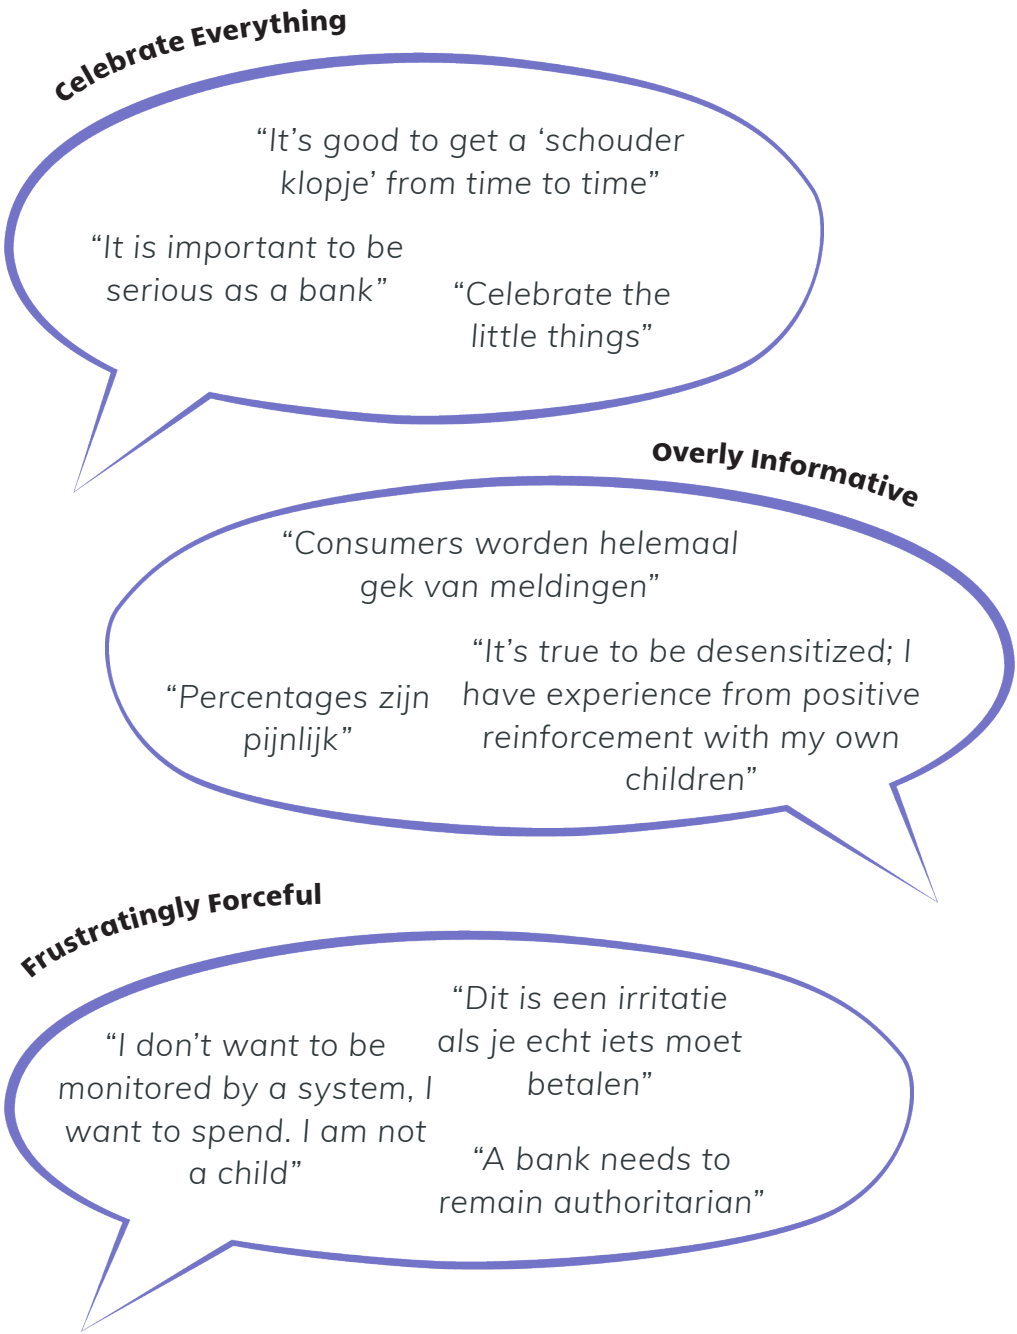 Celebrate Everything
“It’s good to get a ‘schouder
klopje’ from time to time”
“It is important to be
serious as a bank”
“Celebrate the
little things”
Overly Informative
“Consumers worden helemaal
gek van meldingen”
“It’s true to be desensitized; I
have experience from positive
reinforcement with my own
children”
“Percentages zijn
pijnlijk”
Frustratingly Forceful
“Dit is een irritatie
als je echt iets moet
betalen”
“I don’t want to be
monitored by a system, I
want to spend. I am not
a child”
“A bank needs to
remain authoritarian”